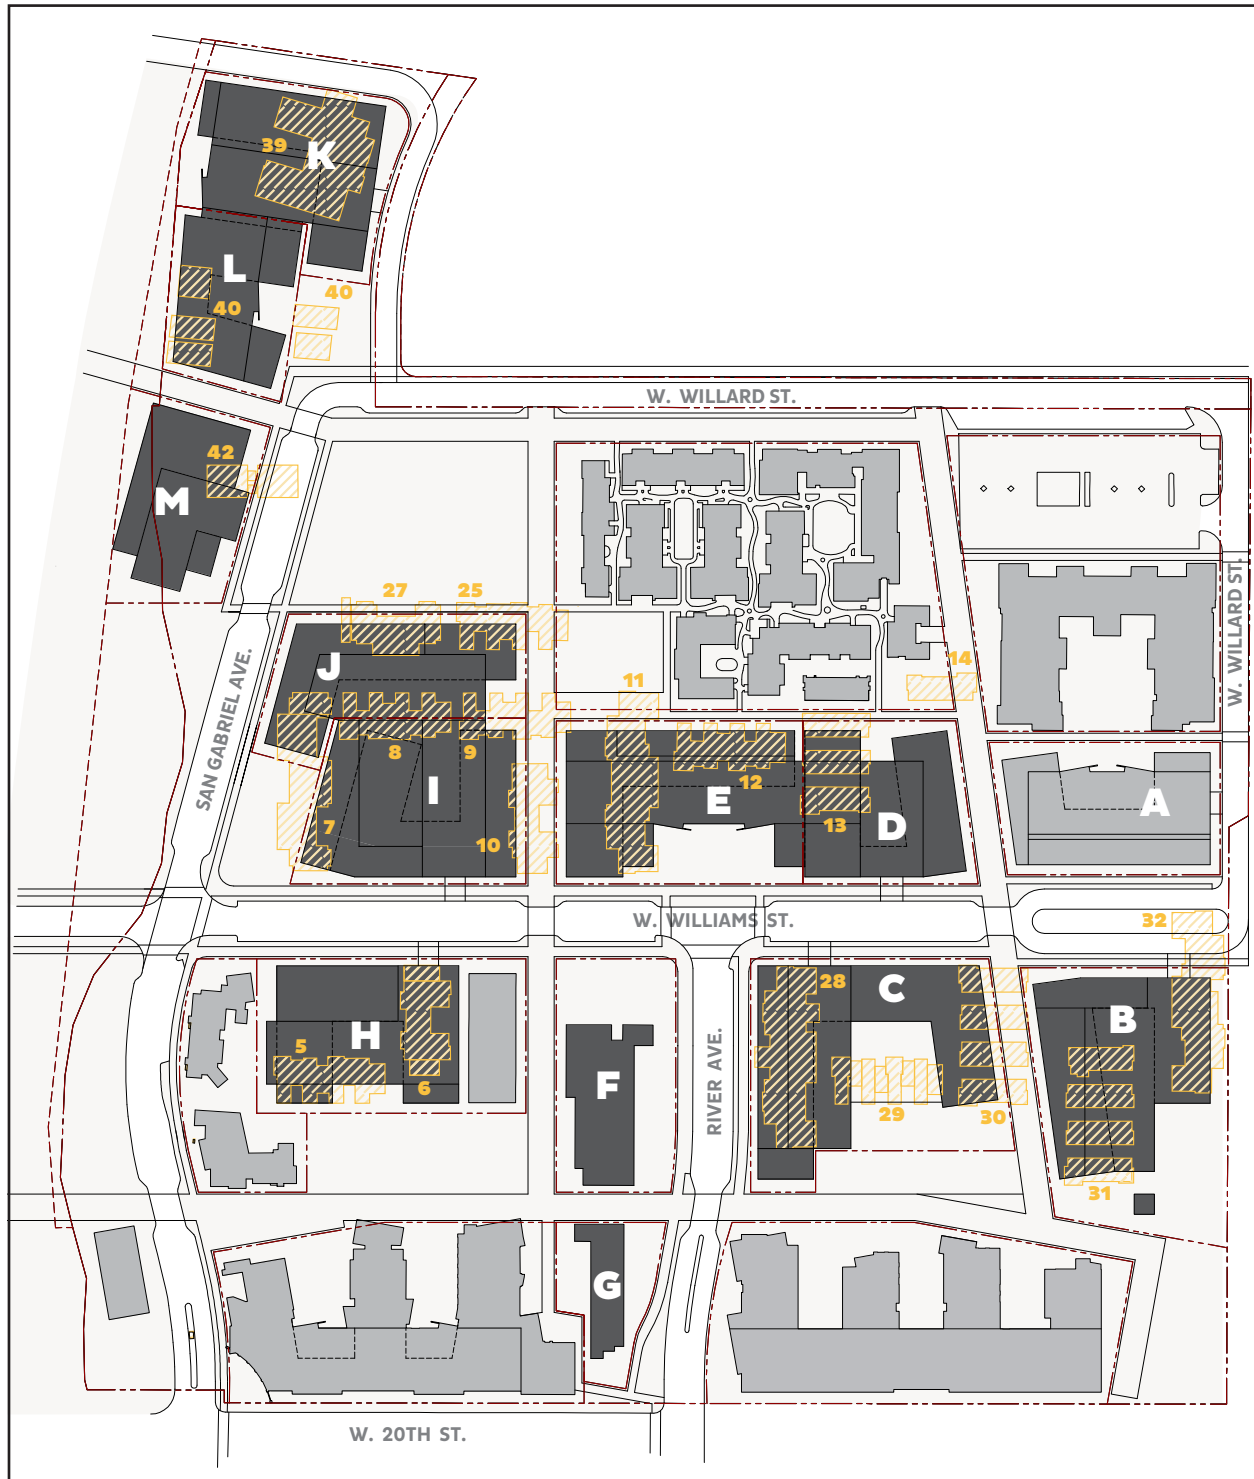 39
K
L
40
40
W. WILLARD ST.
42
M
27
25
W. WILLARD ST.
14
11
J
SAN GABRIEL AVE.
8
9
12
I
E
A
7
10
13
D
W. WILLIAMS ST.
32
28
C
B
5
H
6
F
29
30
RIVER AVE.
31
G
W. 20TH ST.